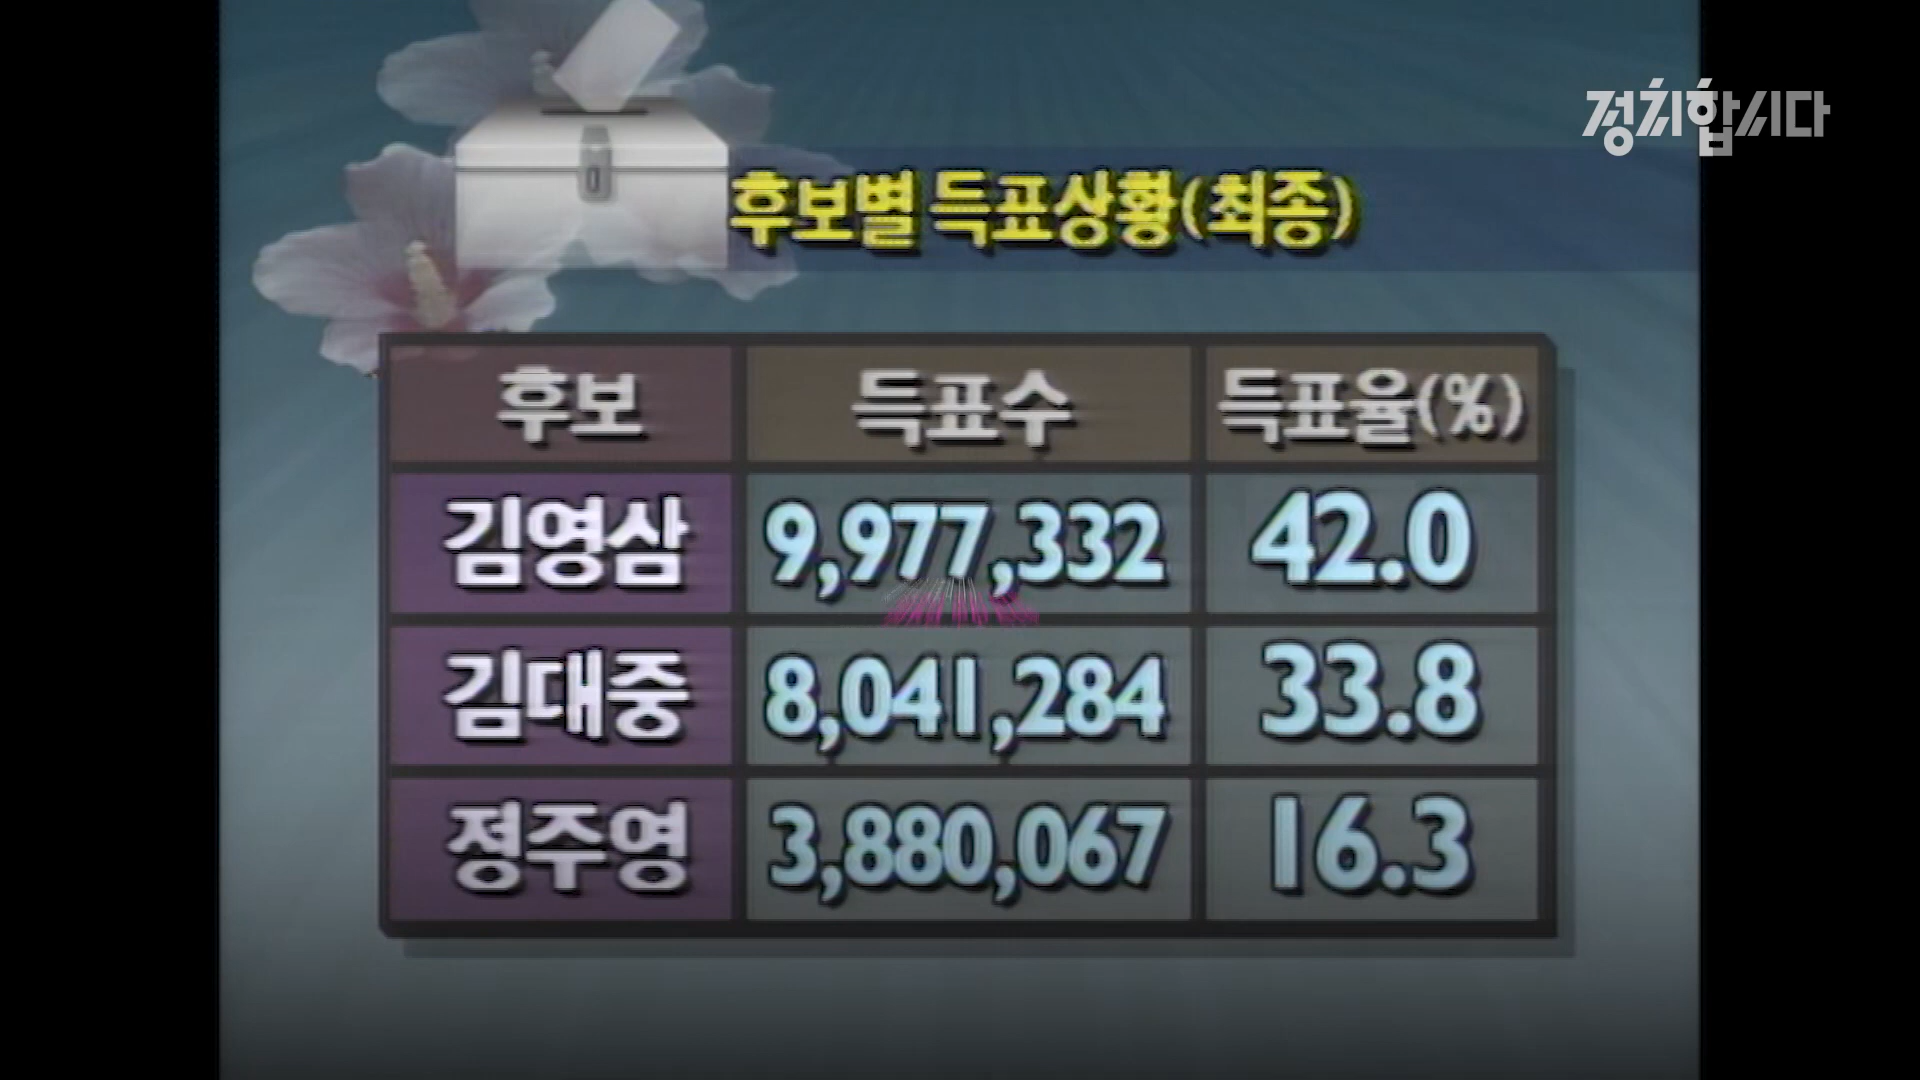 정치합시다
후보별 득표상황(최종)
후보 득표수 득표율(%)
김영삼 9,977,332 42.0
김대중 8,041,284 33.8
정주영 3,880,067 16.3